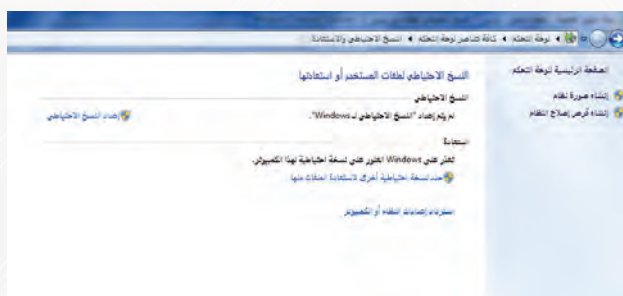 لوحة التحكم ◂ كافة عناصر لوحة التحكم ◂ النسخ الاحتياطي والاستعادة
الصفحة الرئيسية للوحة التحكم
إنشاء صورة نظام
إنشاء قرص إصلاح النظام
النسخ الاحتياطي لملفات المستخدم أو استعادتها
النسخ الاحتياطي
لم يتم إعداد "النسخ الاحتياطي لـ Windows".
إعداد النسخ الاحتياطي
استعادة
تعذر على Windows العثور على نسخة احتياطية لهذا الكمبيوتر.
حدد نسخة احتياطية أخرى لاستعادة الملفات منها
استرداد إعدادات النظام أو الكمبيوتر